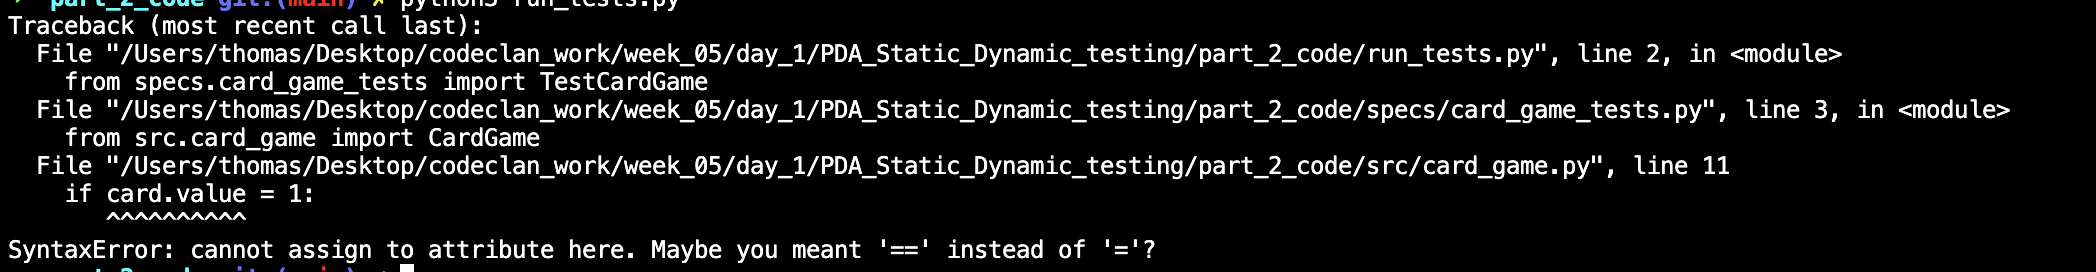 part_2_code git:(main) ✗ python3 run_tests.py
Traceback (most recent call last):
  File "/Users/thomas/Desktop/codeclan_work/week_05/day_1/PDA_Static_Dynamic_testing/part_2_code/run_tests.py", line 2, in <module>
    from specs.card_game_tests import TestCardGame
  File "/Users/thomas/Desktop/codeclan_work/week_05/day_1/PDA_Static_Dynamic_testing/part_2_code/specs/card_game_tests.py", line 3, in <module>
    from src.card_game import CardGame
  File "/Users/thomas/Desktop/codeclan_work/week_05/day_1/PDA_Static_Dynamic_testing/part_2_code/src/card_game.py", line 11
    if card.value = 1:
       ^^^^^^^^^^
SyntaxError: cannot assign to attribute here. Maybe you meant '==' instead of '='?